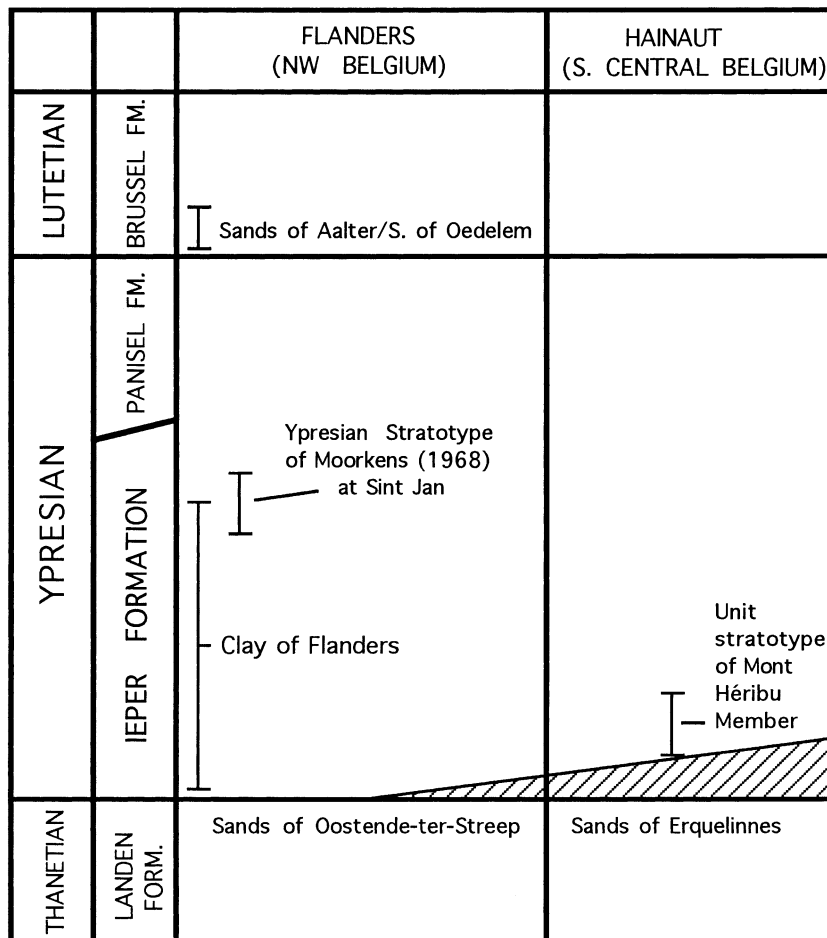 FLANDERS
(NW BELGIUM)
HAINAUT
(S. CENTRAL BELGIUM)
LUTETIAN
BRUSSEL FM.
Sands of Aalter/S. of Oedelem
YPRESIAN
PANISEL FM.
IEPER FORMATION
Ypresian Stratotype
of Moorkens (1968)
at Sint Jan
Clay of Flanders
Unit
stratotype
of Mont
Héribu
Member
THANETIAN
LANDEN
FORM.
Sands of Oostende-ter-Streep
Sands of Erquelinnes